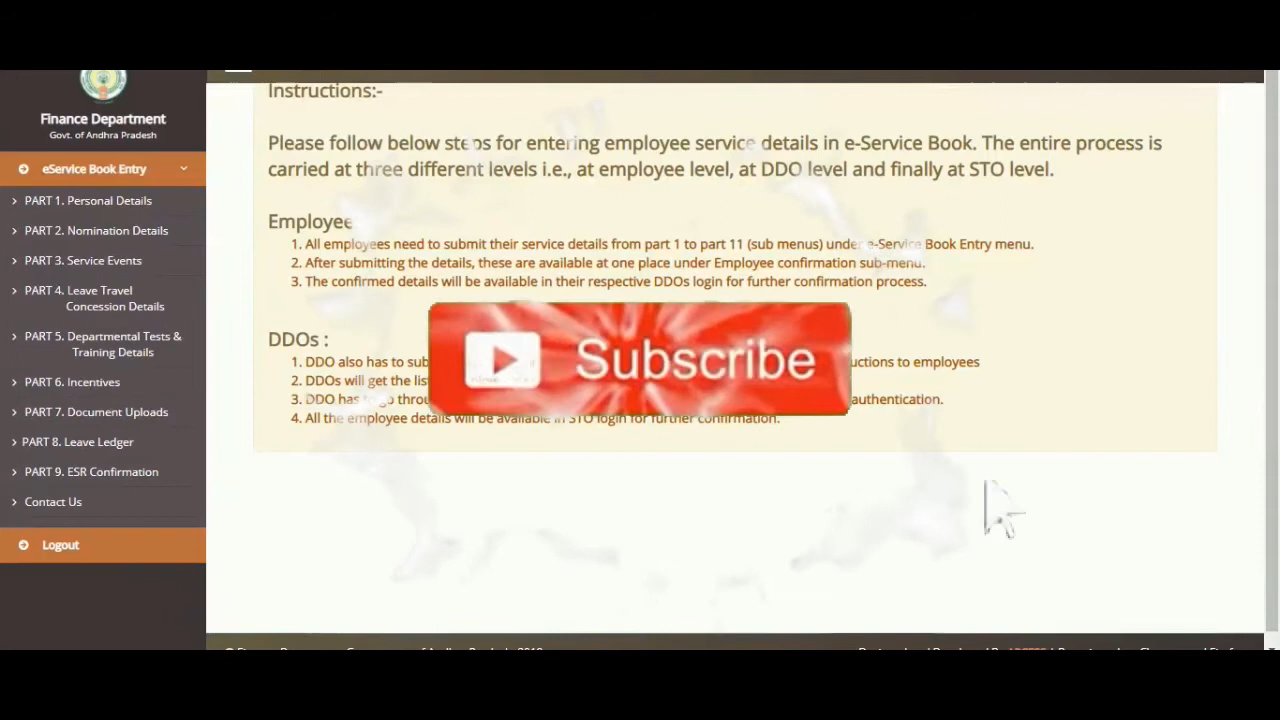 Finance Department
Govt. of Andhra Pradesh
eService Book Entry
PART 1. Personal Details
PART 2. Nomination Details
PART 3. Service Events
PART 4. Leave Travel
Concession Details
PART 5. Departmental Tests &
Training Details
PART 6. Incentives
PART 7. Document Uploads
PART 8. Leave Ledger
PART 9. ESR Confirmation
Contact Us
Logout
Instructions:-
Please follow below steps for entering employee service details in e-Service Book. The entire process is
carried at three different levels i.e., at employee level, at DDO level and finally at STO level.
Employee
1. All employees need to submit their service details from part 1 to part 11 (sub menus) under e-Service Book Entry menu.
2. After submitting the details, these are available at one place under Employee confirmation sub-menu.
3. The confirmed details will be available in their respective DDOs login for further confirmation process.
DDOs :
1. DDO also has to to employees
2. DDOs will get the
3. DDO has to go authentication.
4. All the employee details will be available in STO login for further confirmation.
Subscribe